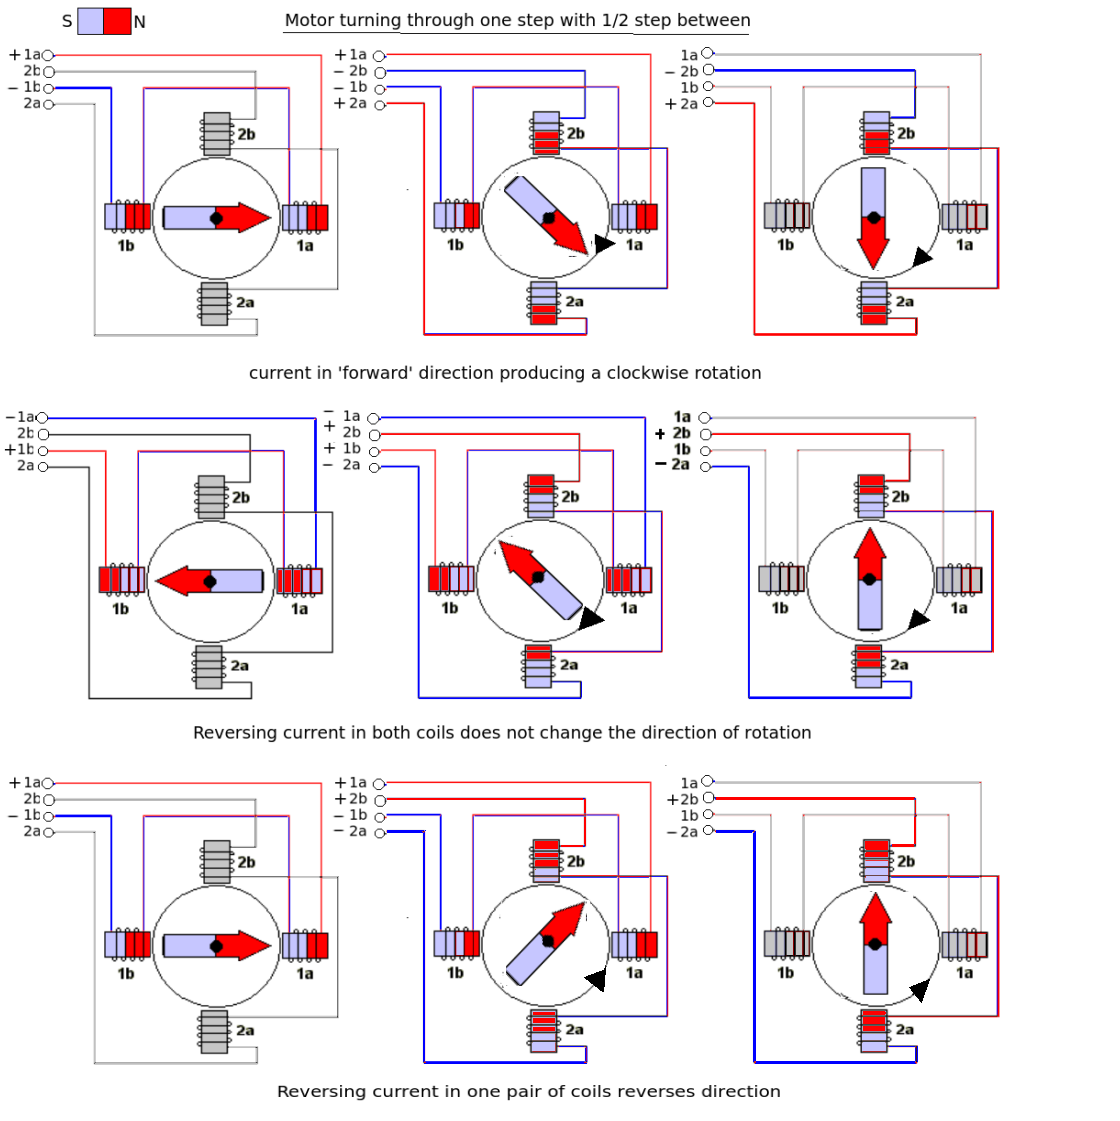 S N
Motor turning through one step with 1/2 step between
+ 1a
2b
− 1b
2a
2b
1b
1a
2a
+ 1a
− 2b
− 1b
+ 2a
2b
1b
1a
2a
1a
− 2b
1b
+ 2a
2b
1b
1a
2a
current in 'forward' direction producing a clockwise rotation
−1a
2b
+1b
2a
2b
1b
1a
2a
− 1a
+ 2b
+ 1b
− 2a
2b
1b
1a
2a
1a
+ 2b
1b
− 2a
2b
1b
1a
2a
Reversing current in both coils does not change the direction of rotation
+ 1a
2b
− 1b
2a
2b
1b
1a
2a
+ 1a
+2b
− 1b
− 2a
2b
1b
1a
2a
1a
+2b
1b
− 2a
2b
1b
1a
2a
Reversing current in one pair of coils reverses direction